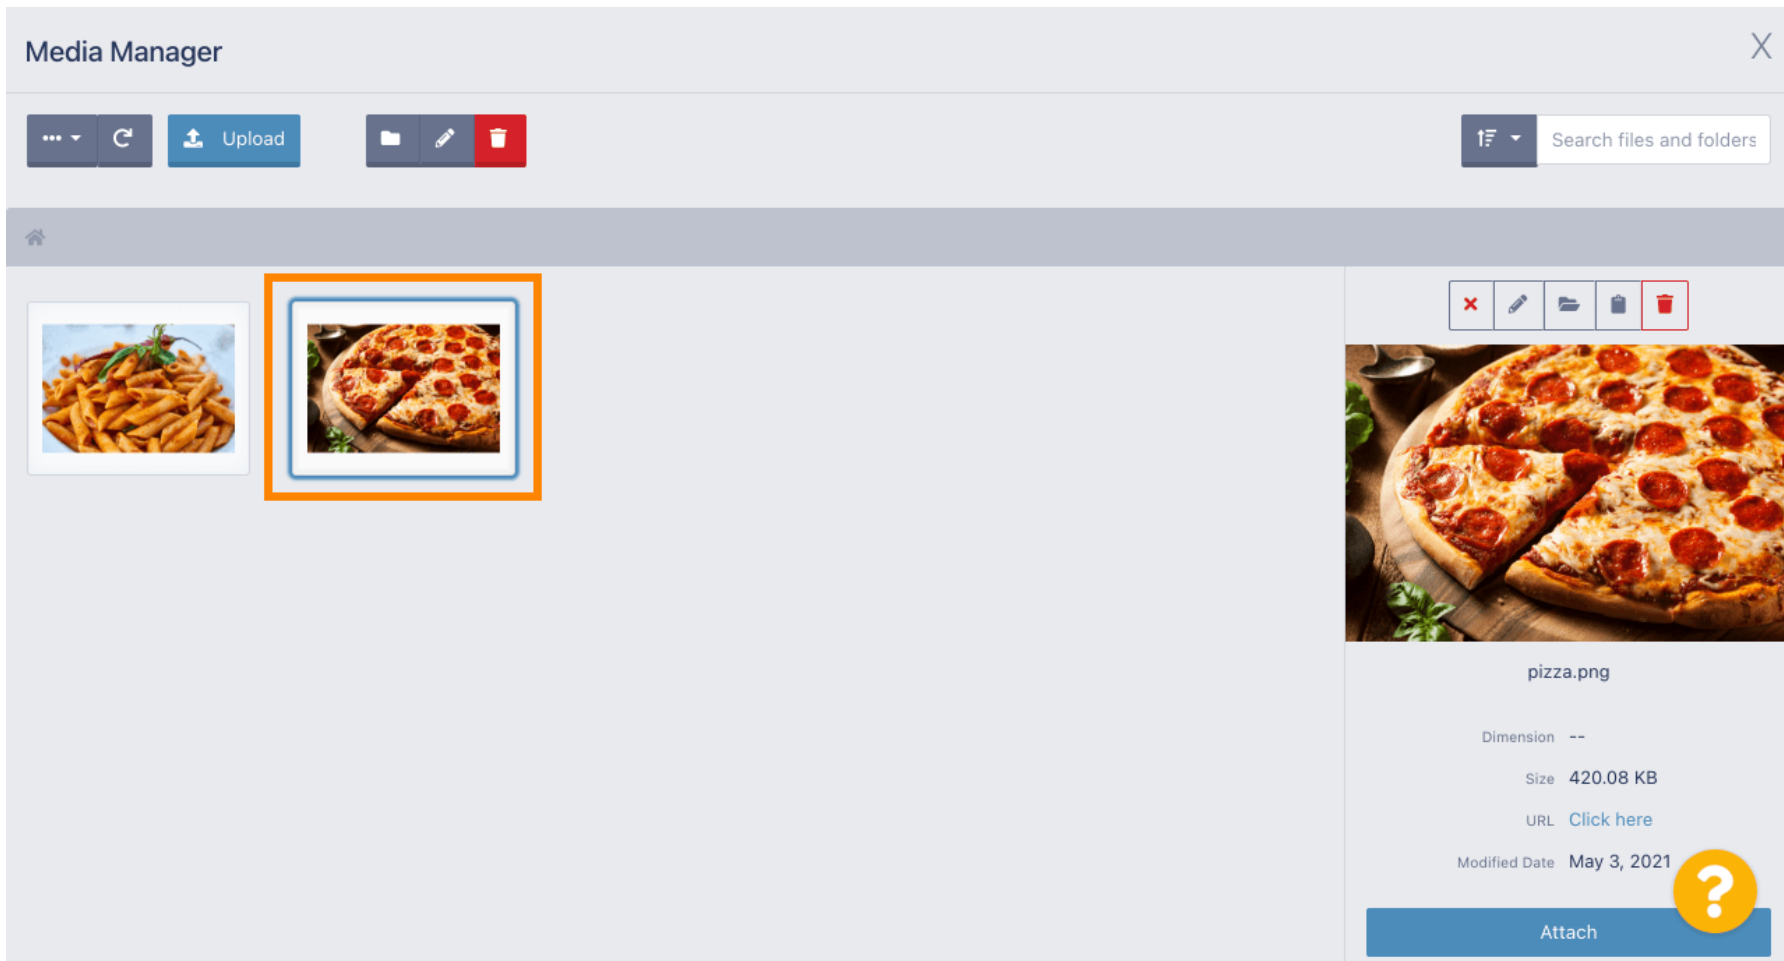 Media Manager
X
Upload
Search files and folders
pizza.png
Dimension --
Size 420.08 KB
URL Click here
Modified Date May 3, 2021
?
Attach